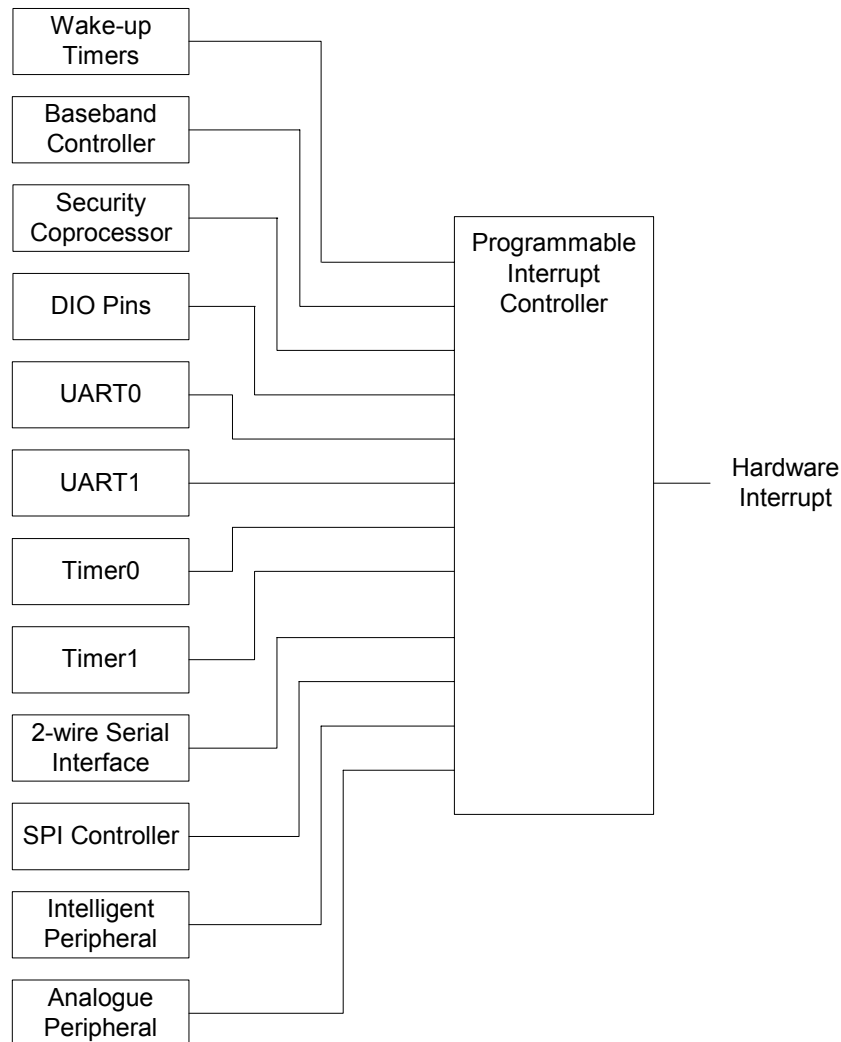 Wake-up
Timers
Baseband
Controller
Security
Coprocessor
DIO Pins
UART0
UART1
Timer0
Timer1
2-wire Serial
Interface
SPI Controller
Intelligent
Peripheral
Analogue
Peripheral
Programmable
Interrupt
Controller
Hardware
Interrupt